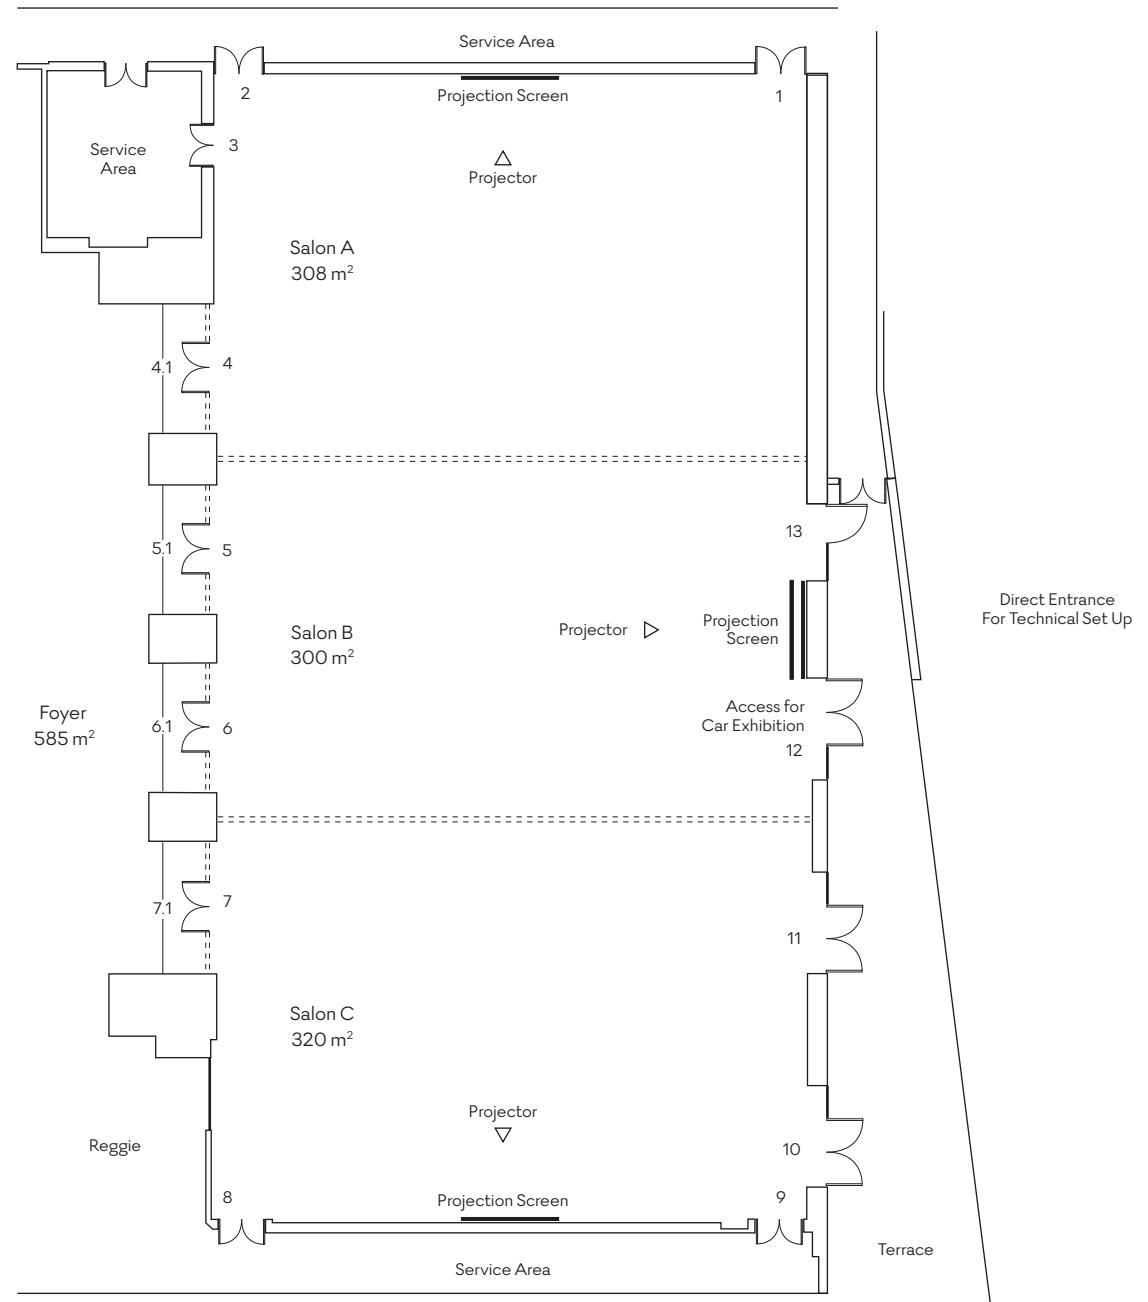 Service Area
2
Projection Screen
1
3
Service
Area
Projector
Salon A
308 m²
4.1
4
13
5.1
5
Direct Entrance
For Technical Set Up
Salon B
300 m²
Projector
Projection
Screen
Foyer
585 m²
6.1
6
Access for
Car Exhibition
12
7.1
7
11
Salon C
320 m²
Projector
Reggie
10
8
Projection Screen
9
Terrace
Service Area